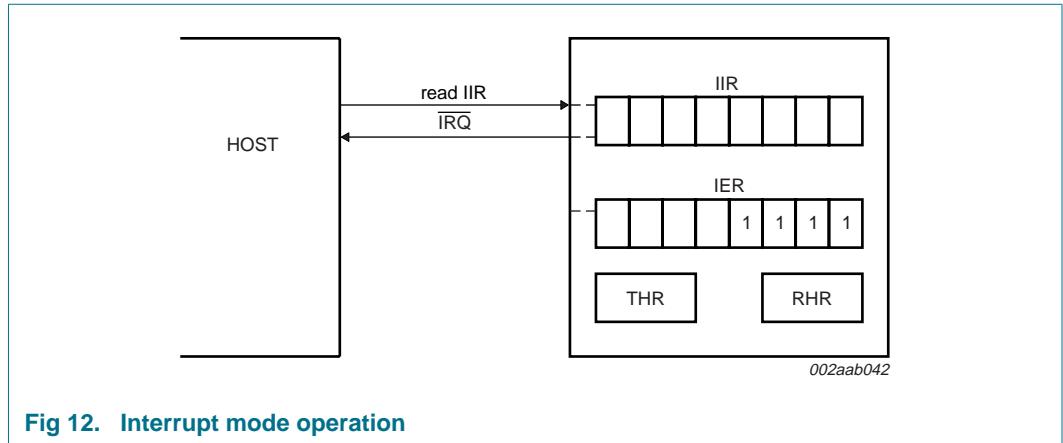 read IIR
IRQ
HOST
IIR
IER
1 1 1 1
THR
RHR
002aab042
Fig 12. Interrupt mode operation